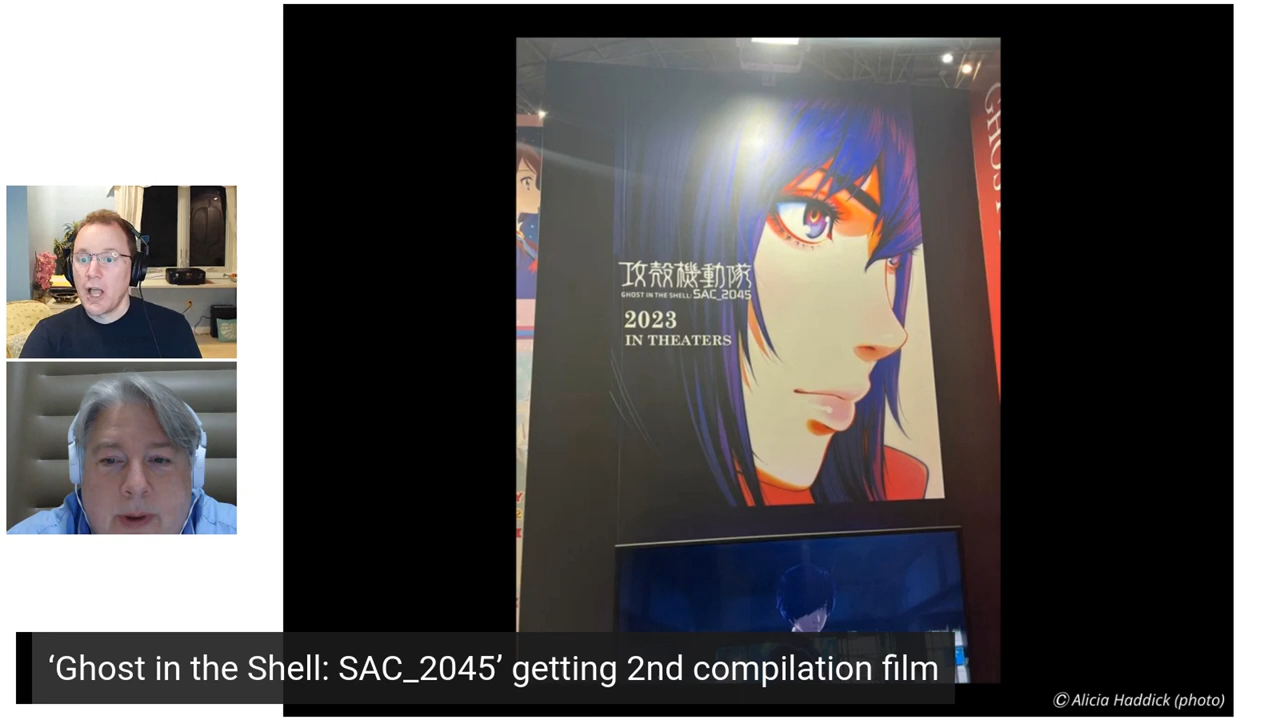 攻殻機動隊
GHOST IN THE SHELL: SAC_2045
2023
IN THEATERS
‘Ghost in the Shell: SAC_2045’ getting 2nd compilation film
© Alicia Haddick (photo)